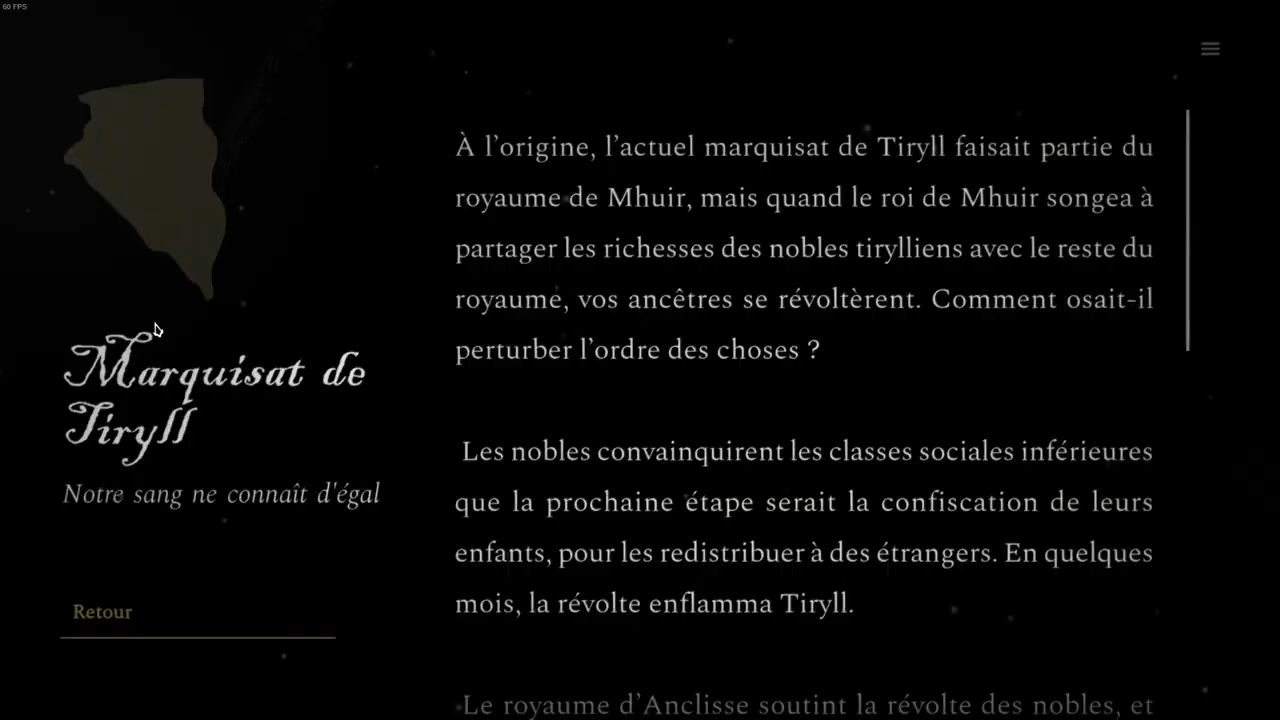 60 FPS
À l’origine, l’actuel marquisat de Tiryll faisait partie du
royaume de Mhuir, mais quand le roi de Mhuir songea à
partager les richesses des nobles tirylliens avec le reste du
royaume, vos ancêtres se révoltèrent. Comment osait-il
perturber l’ordre des choses ?
Les nobles convainquirent les classes sociales inférieures
que la prochaine étape serait la confiscation de leurs
enfants, pour les redistribuer à des étrangers. En quelques
mois, la révolte enflamma Tiryll.
Le royaume d’Anclisse soutint la révolte des nobles, et
Marquisat de
Tiryll
Notre sang ne connaît d'égal
Retour